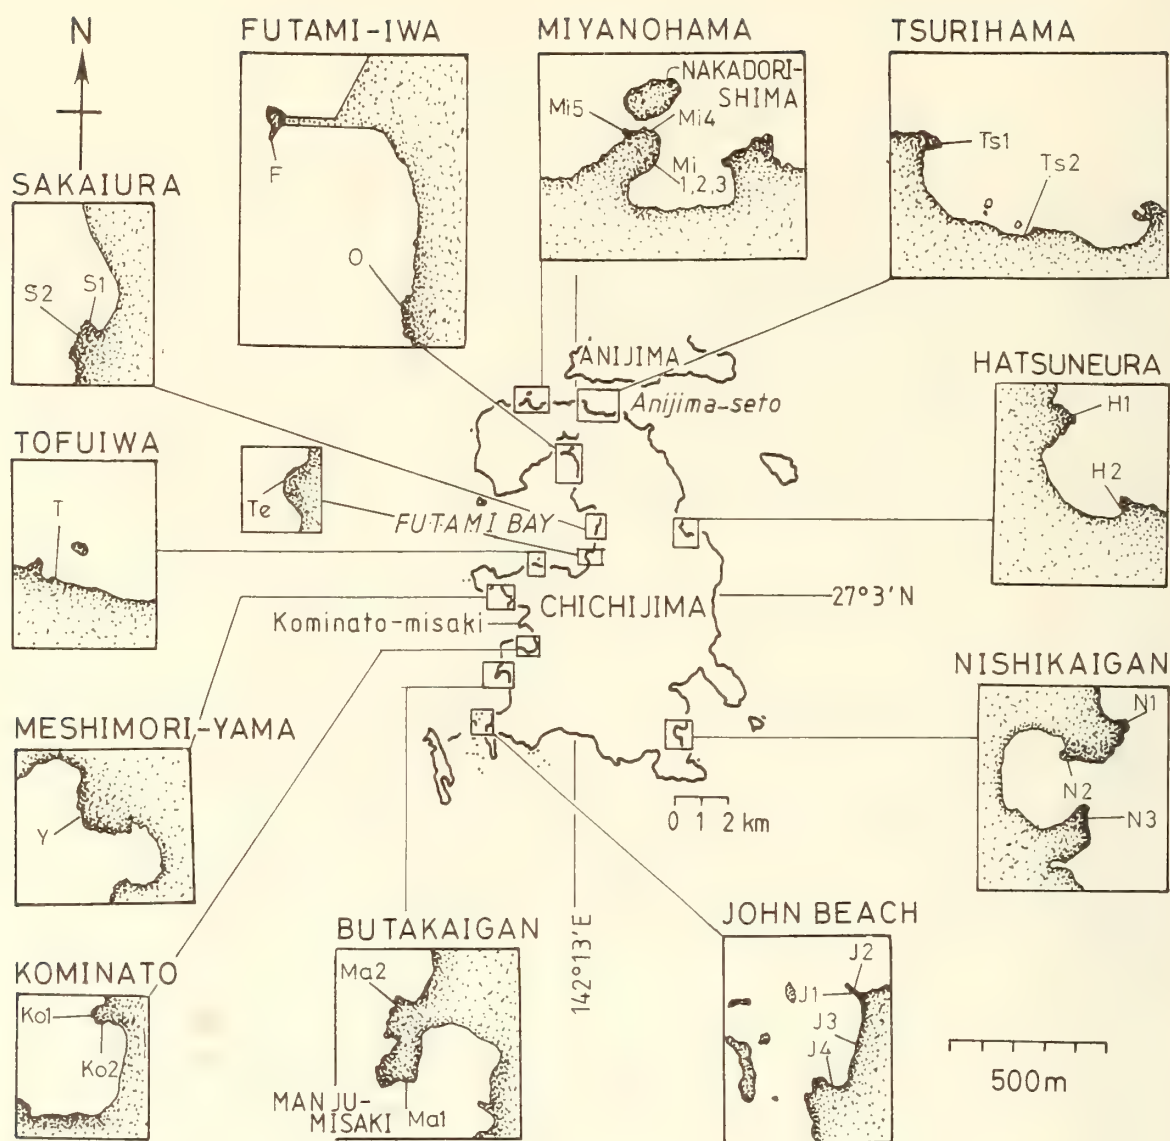 N
FUTAMI-IWA
F
O
MIYANOHAMA
NAKADORI-
SHIMA
Mi5
Mi4
Mi
1,2,3
TSURIHAMA
Ts1
Ts2
SAKAIURA
S2
S1
ANIJIMA
Anijima-seto
HATSUNEURA
H1
H2
TOFUIWA
T
Te
FUTAMI BAY
CHICHIJIMA
27°3'N
Kominato-misaki
NISHIKAIGAN
N1
N2
N3
MESHIMORI-YAMA
Y
0 1 2 km
142°13'E
KOMINATO
Ko1
Ko2
BUTAKAIGAN
Ma2
MANJU-
MISAKI
Ma1
JOHN BEACH
J2
J1
J3
J4
500m